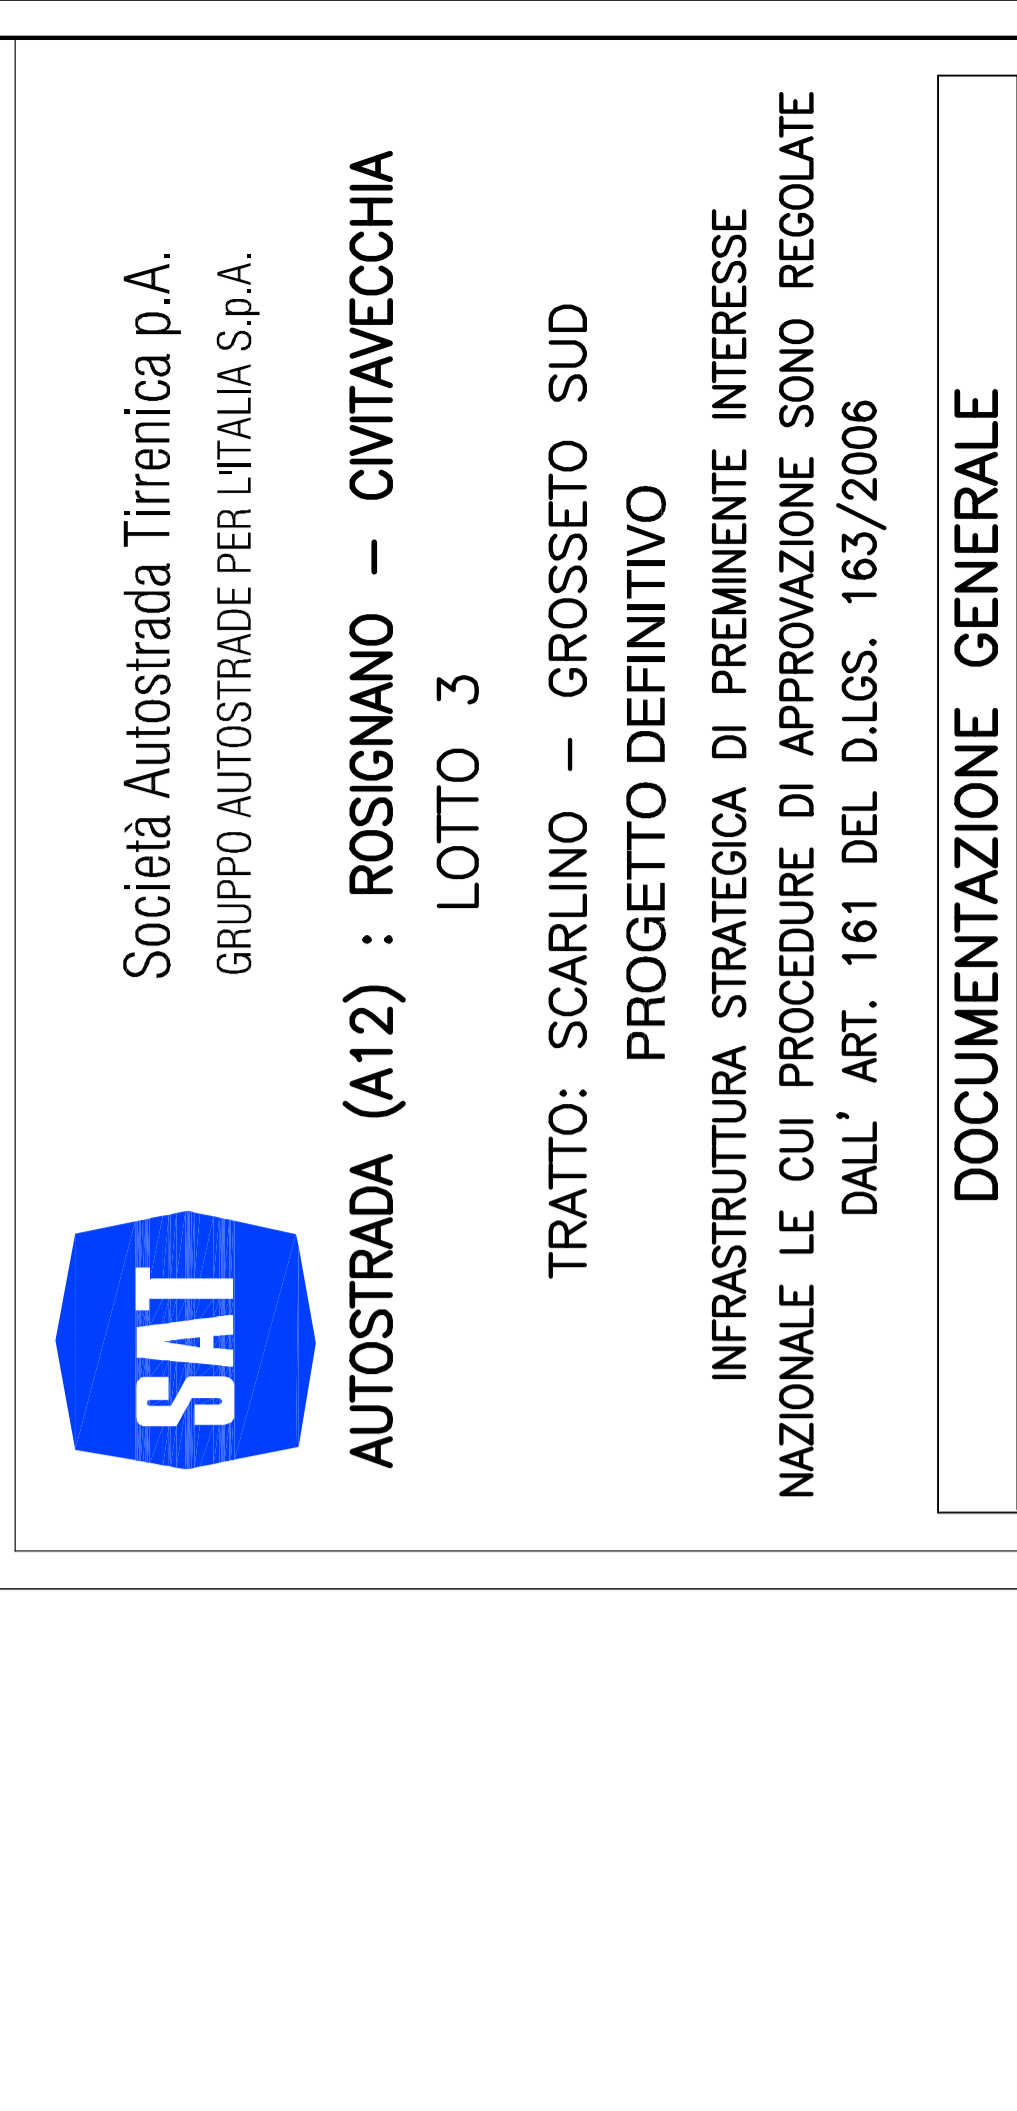 SAT
Società Autostrada Tirrenica p.A.
GRUPPO AUTOSTRADE PER L'ITALIA S.p.A.
AUTOSTRADA (A12) : ROSIGNANO – CIVITAVECCHIA
LOTTO 3
TRATTO: SCARLINO – GROSSETO SUD
PROGETTO DEFINITIVO
INFRASTRUTTURA STRATEGICA DI PREMINENTE INTERESSE
NAZIONALE LE CUI PROCEDURE DI APPROVAZIONE SONO REGOLATE
DALL' ART. 161 DEL D.LGS. 163/2006
DOCUMENTAZIONE GENERALE